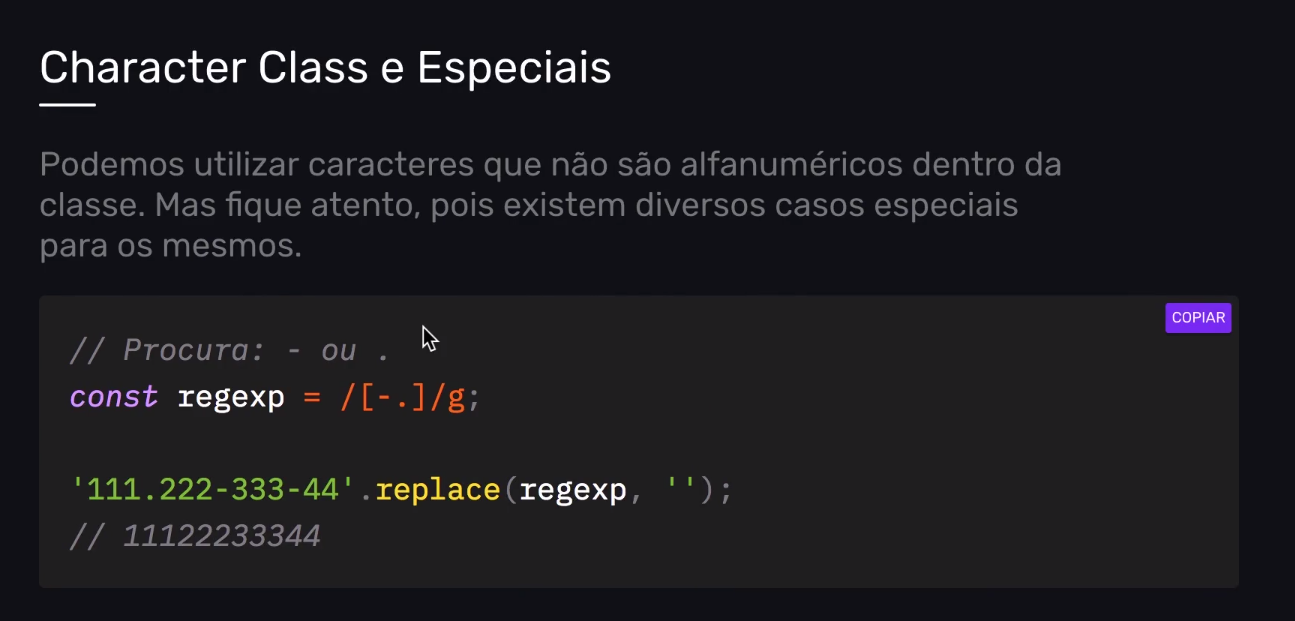 Character Class e Especiais
Podemos utilizar caracteres que não são alfanuméricos dentro da
classe. Mas fique atento, pois existem diversos casos especiais
para os mesmos.
COPIAR
// Procura: - ou .
const regexp = /[-.]/g;
'111.222-333-44'.replace(regexp, '');
// 11122233344